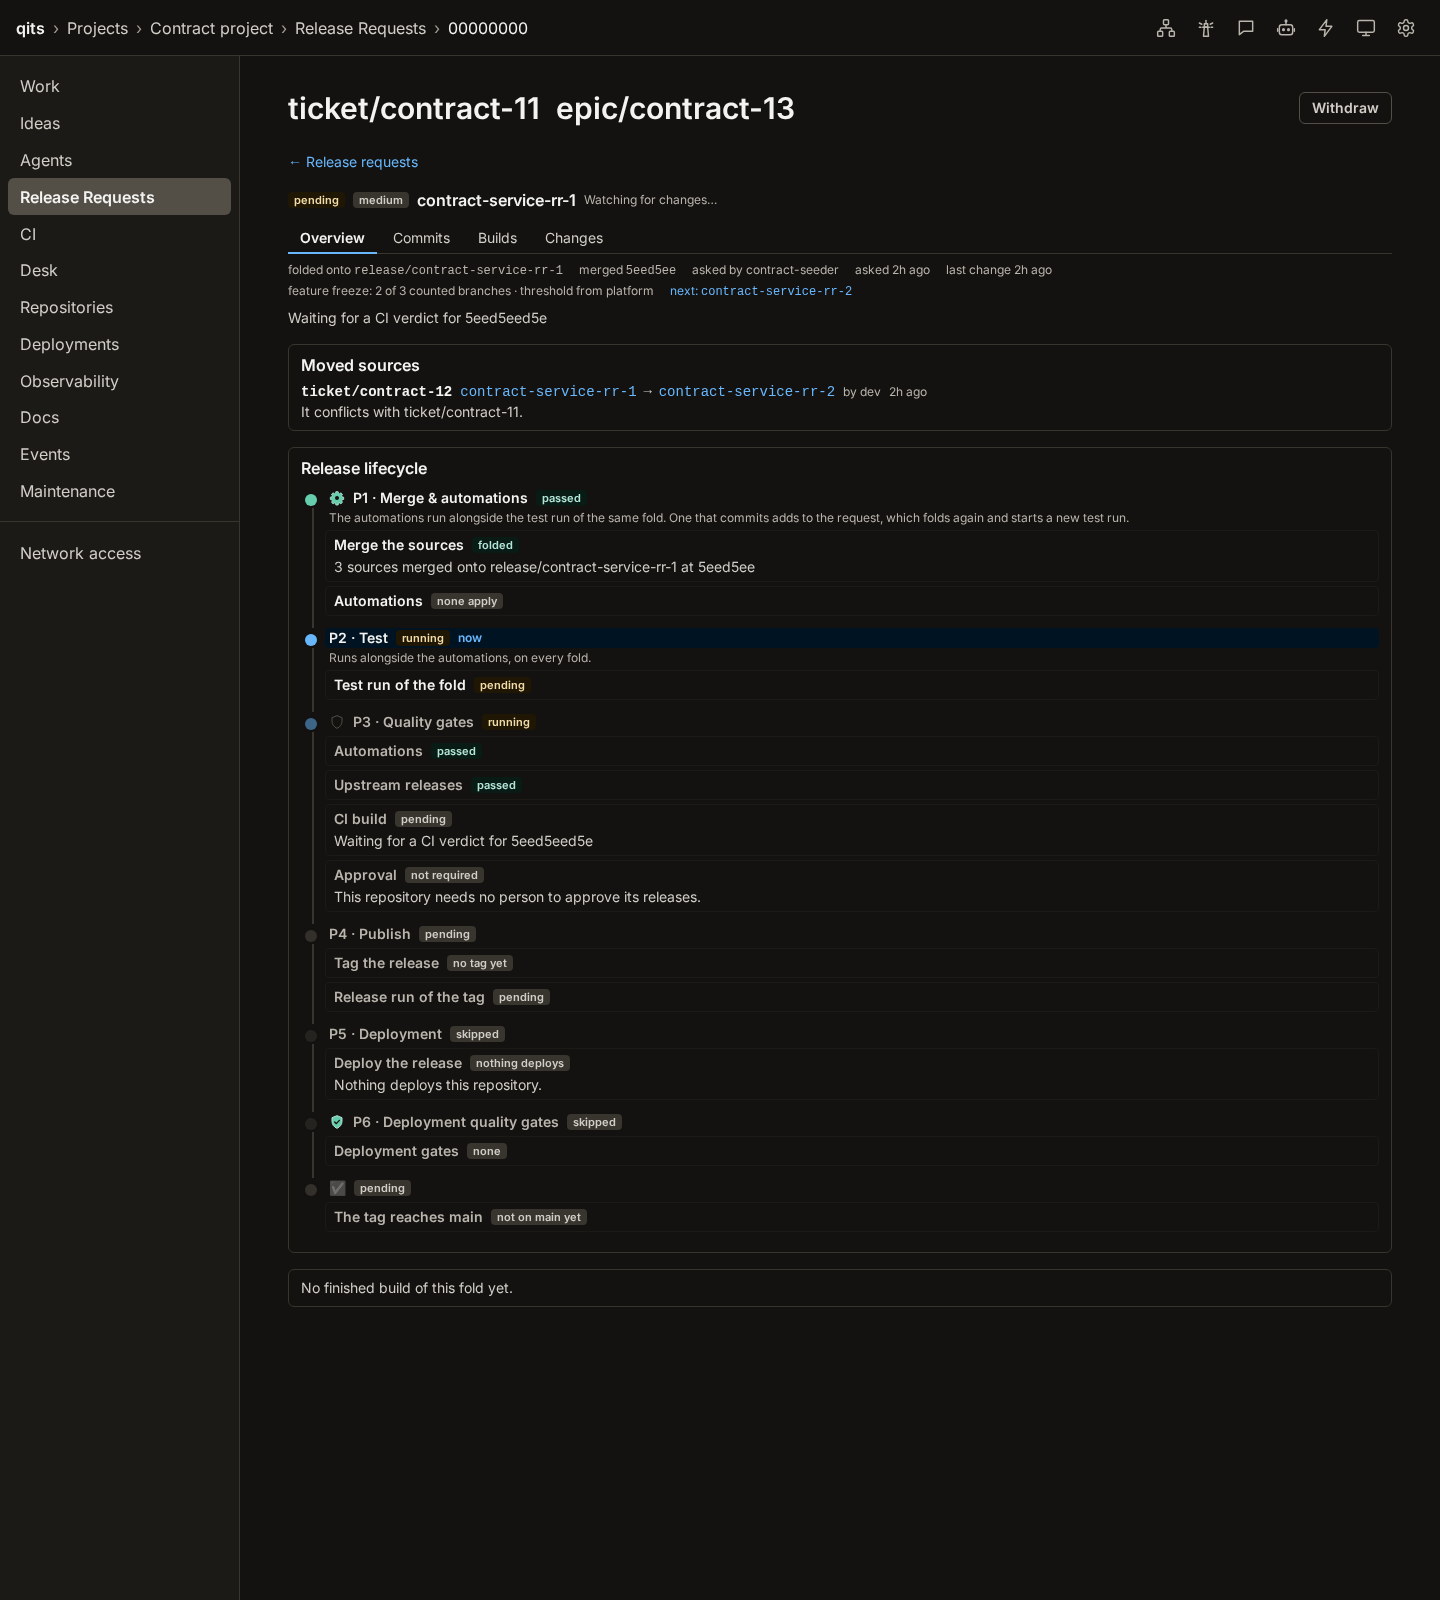 qits › Projects › Contract project › Release Requests › 00000000
Work
Ideas
Agents
Release Requests
CI
Desk
Repositories
Deployments
Observability
Docs
Events
Maintenance
Network access
ticket/contract-11 epic/contract-13
Withdraw
← Release requests
pending medium contract-service-rr-1 Watching for changes...
Overview Commits Builds Changes
folded onto release/contract-service-rr-1 merged 5eed5ee asked by contract-seeder asked 2h ago last change 2h ago
feature freeze: 2 of 3 counted branches · threshold from platform next: contract-service-rr-2
Waiting for a CI verdict for 5eed5eed5e
Moved sources
ticket/contract-12 contract-service-rr-1 → contract-service-rr-2 by dev 2h ago
It conflicts with ticket/contract-11.
Release lifecycle
P1 · Merge & automations passed
The automations run alongside the test run of the same fold. One that commits adds to the request, which folds again and starts a new test run.
Merge the sources folded
3 sources merged onto release/contract-service-rr-1 at 5eed5ee
Automations none apply
P2 · Test running now
Runs alongside the automations, on every fold.
Test run of the fold pending
P3 · Quality gates running
Automations passed
Upstream releases passed
CI build pending
Waiting for a CI verdict for 5eed5eed5e
Approval not required
This repository needs no person to approve its releases.
P4 · Publish pending
Tag the release no tag yet
Release run of the tag pending
P5 · Deployment skipped
Deploy the release nothing deploys
Nothing deploys this repository.
P6 · Deployment quality gates skipped
Deployment gates none
pending
The tag reaches main not on main yet
No finished build of this fold yet.